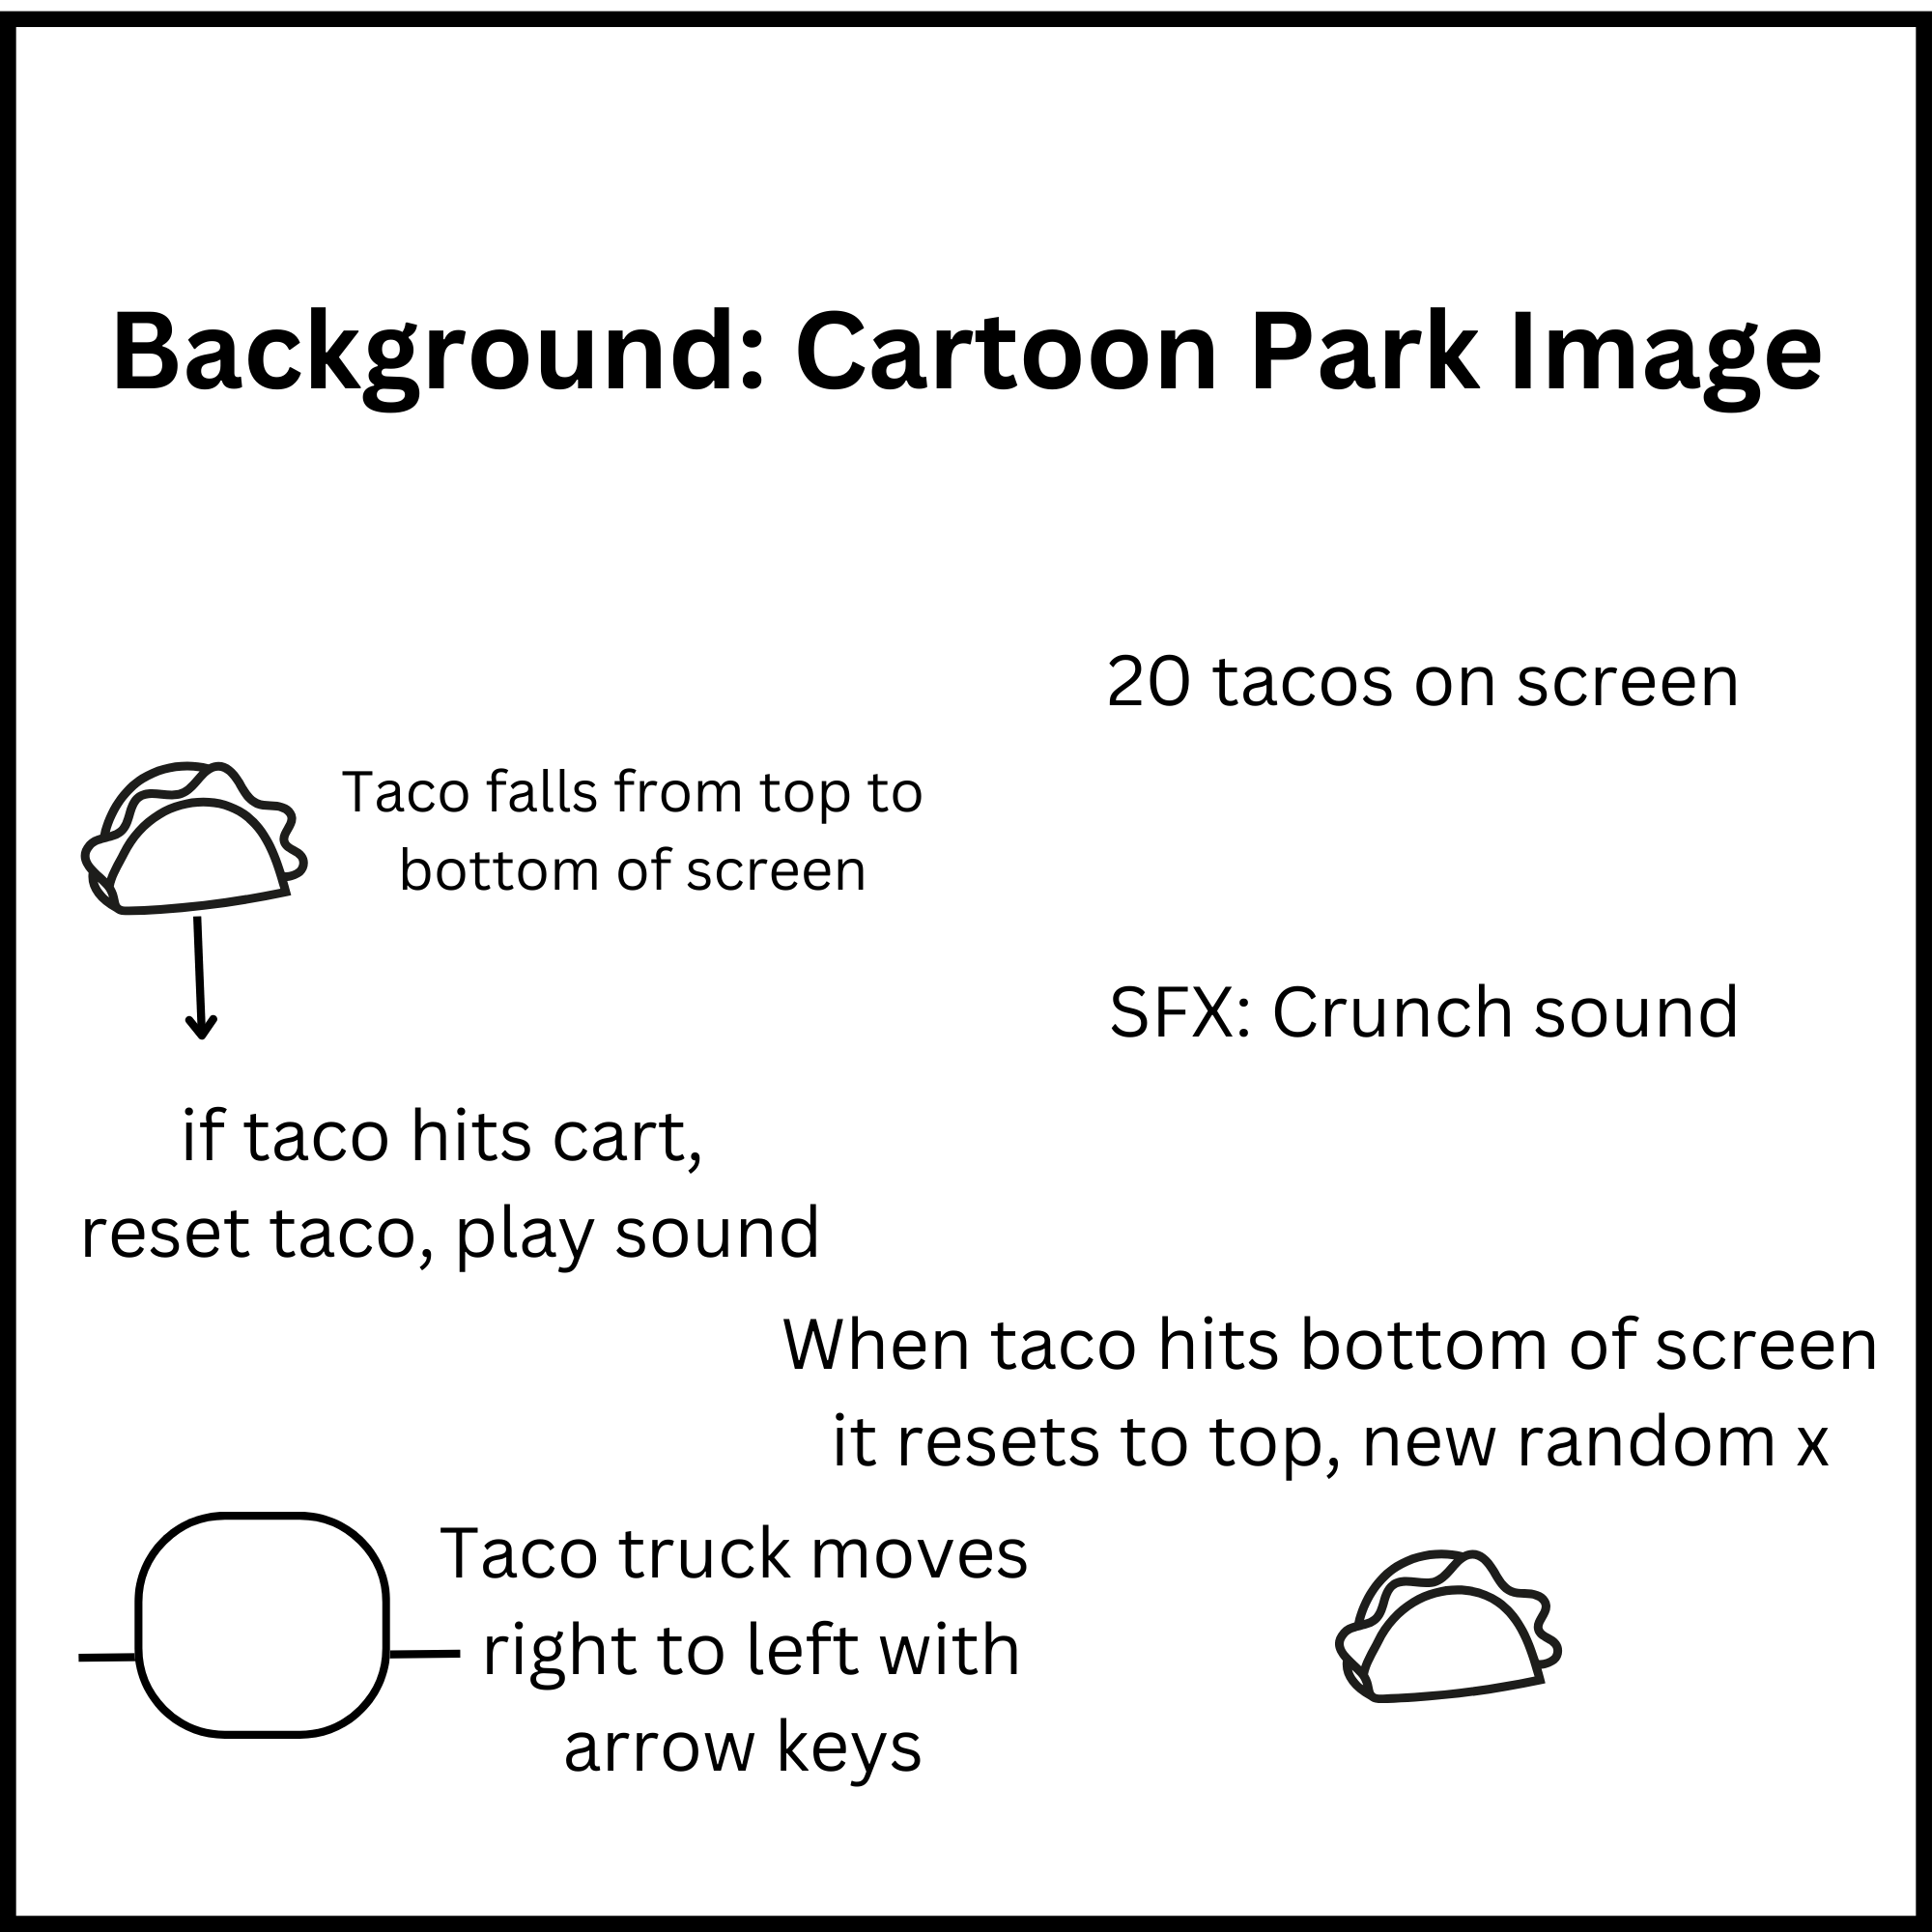 Background: Cartoon Park Image
20 tacos on screen
Taco falls from top to
bottom of screen
SFX: Crunch sound
if taco hits cart,
reset taco, play sound
When taco hits bottom of screen
it resets to top, new random x
Taco truck moves
right to left with
arrow keys